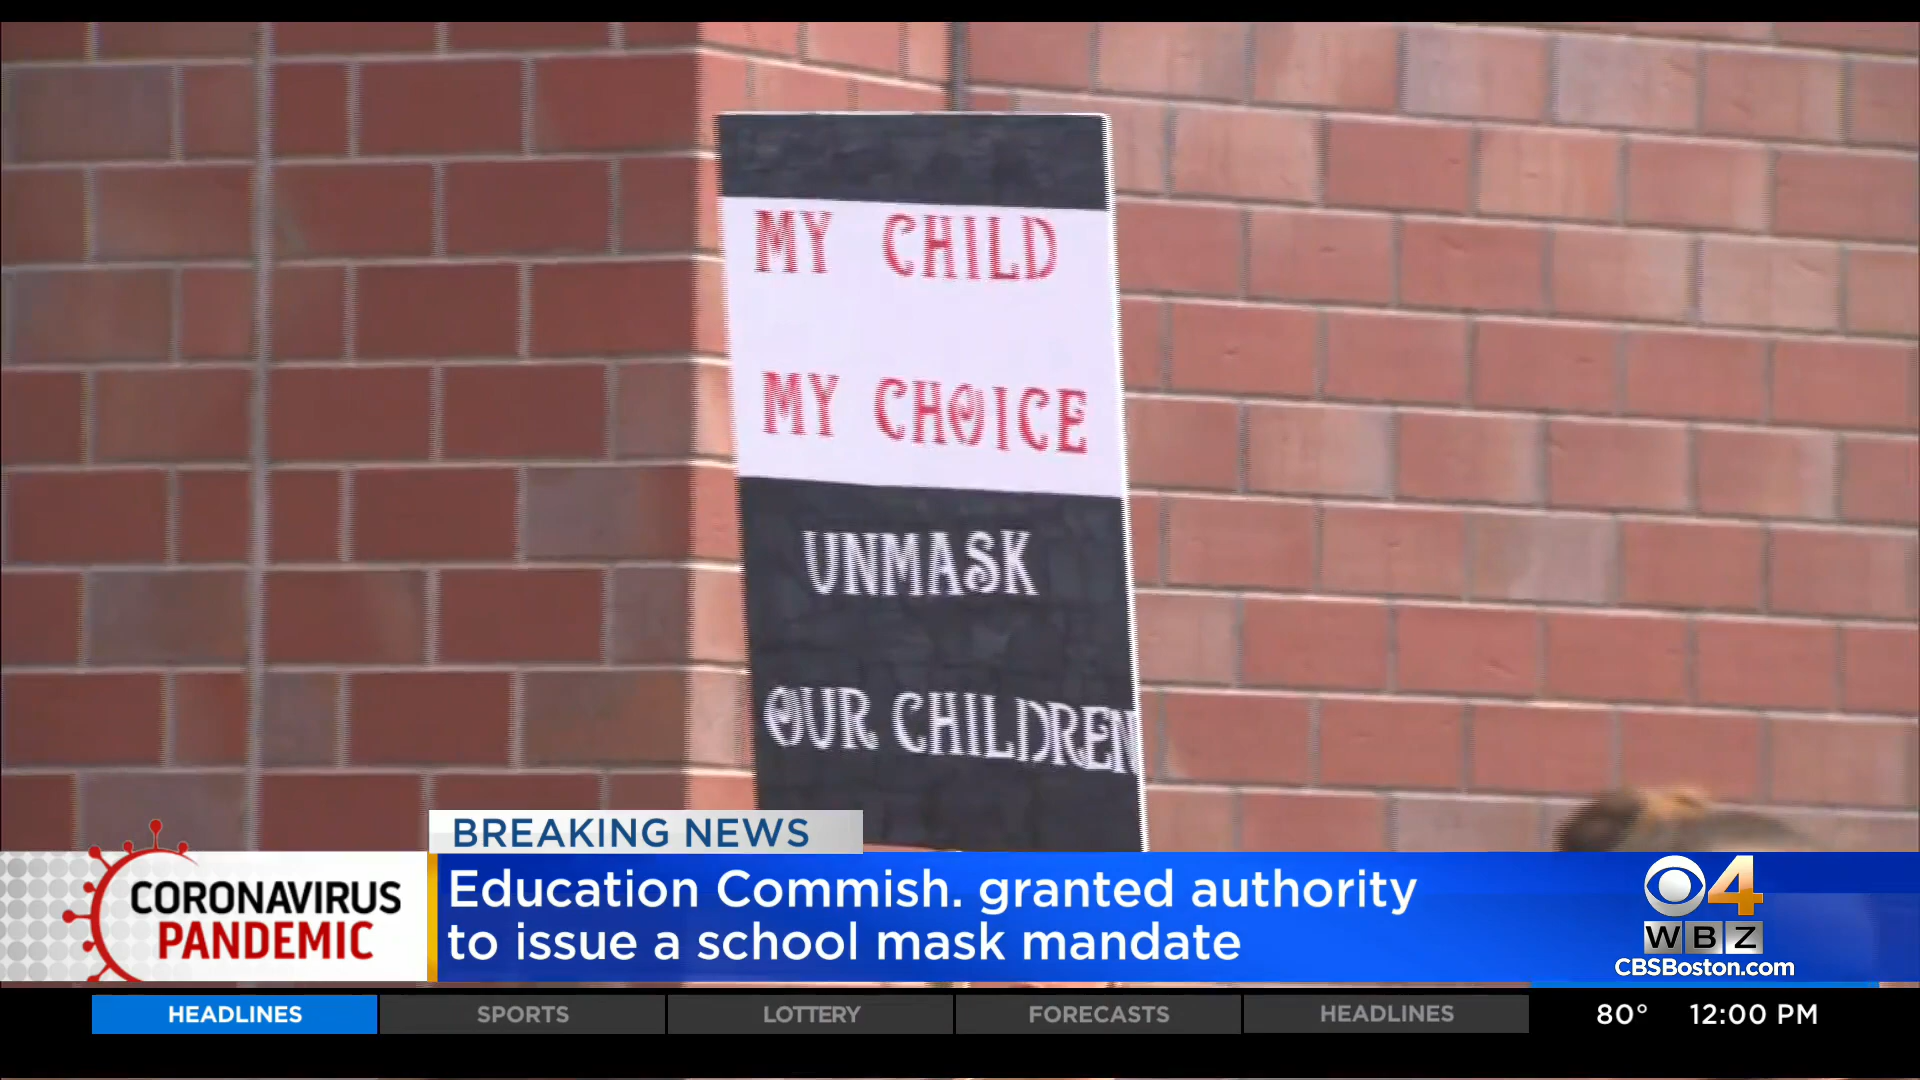 MY CHILD
MY CHOICE
UNMASK
OUR CHILDREN
BREAKING NEWS
CORONAVIRUS
PANDEMIC
Education Commish. granted authority
to issue a school mask mandate
4
WBZ
CBSBoston.com
HEADLINES SPORTS LOTTERY FORECASTS HEADLINES 80° 12:00 PM